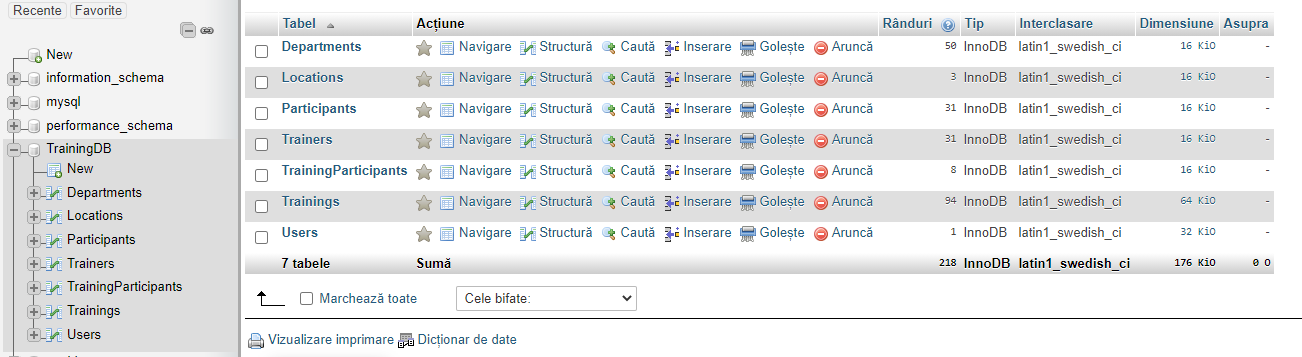 Recente Favorite
New
information_schema
mysql
performance_schema
TrainingDB
New
Departments
Locations
Participants
Trainers
TrainingParticipants
Trainings
Users
Tabel Acțiune Rânduri Tip Interclasare Dimensiune Asupra
Departments Navigare Structură Caută Inserare Golește Aruncă 50 InnoDB latin1_swedish_ci 16 KiO -
Locations Navigare Structură Caută Inserare Golește Aruncă 3 InnoDB latin1_swedish_ci 16 KiO -
Participants Navigare Structură Caută Inserare Golește Aruncă 31 InnoDB latin1_swedish_ci 16 KiO -
Trainers Navigare Structură Caută Inserare Golește Aruncă 31 InnoDB latin1_swedish_ci 16 KiO -
TrainingParticipants Navigare Structură Caută Inserare Golește Aruncă 8 InnoDB latin1_swedish_ci 16 KiO -
Trainings Navigare Structură Caută Inserare Golește Aruncă 94 InnoDB latin1_swedish_ci 64 KiO -
Users Navigare Structură Caută Inserare Golește Aruncă 1 InnoDB latin1_swedish_ci 32 KiO -
7 tabele Sumă 218 InnoDB latin1_swedish_ci 176 KiO 0 O
Marchează toate Cele bifate:
Vizualizare imprimare Dicționar de date